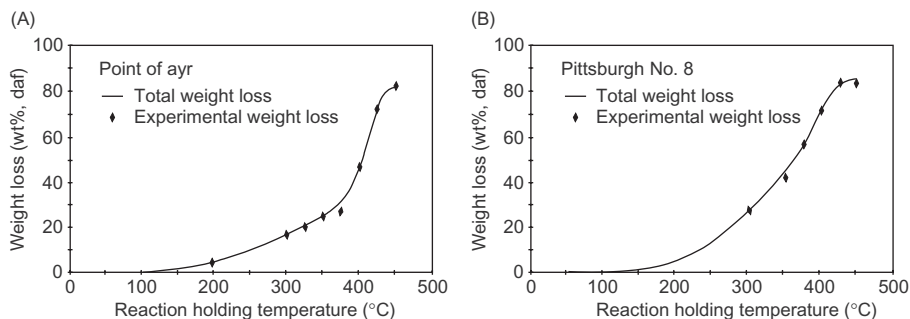 (A)
100
80
60
40
20
0
Weight loss (wt%, daf)
Point of ayr
Total weight loss
Experimental weight loss
0 100 200 300 400 500
Reaction holding temperature (°C)
(B)
100
80
60
40
20
0
Weight loss (wt%, daf)
Pittsburgh No. 8
Total weight loss
Experimental weight loss
0 100 200 300 400 500
Reaction holding temperature (°C)